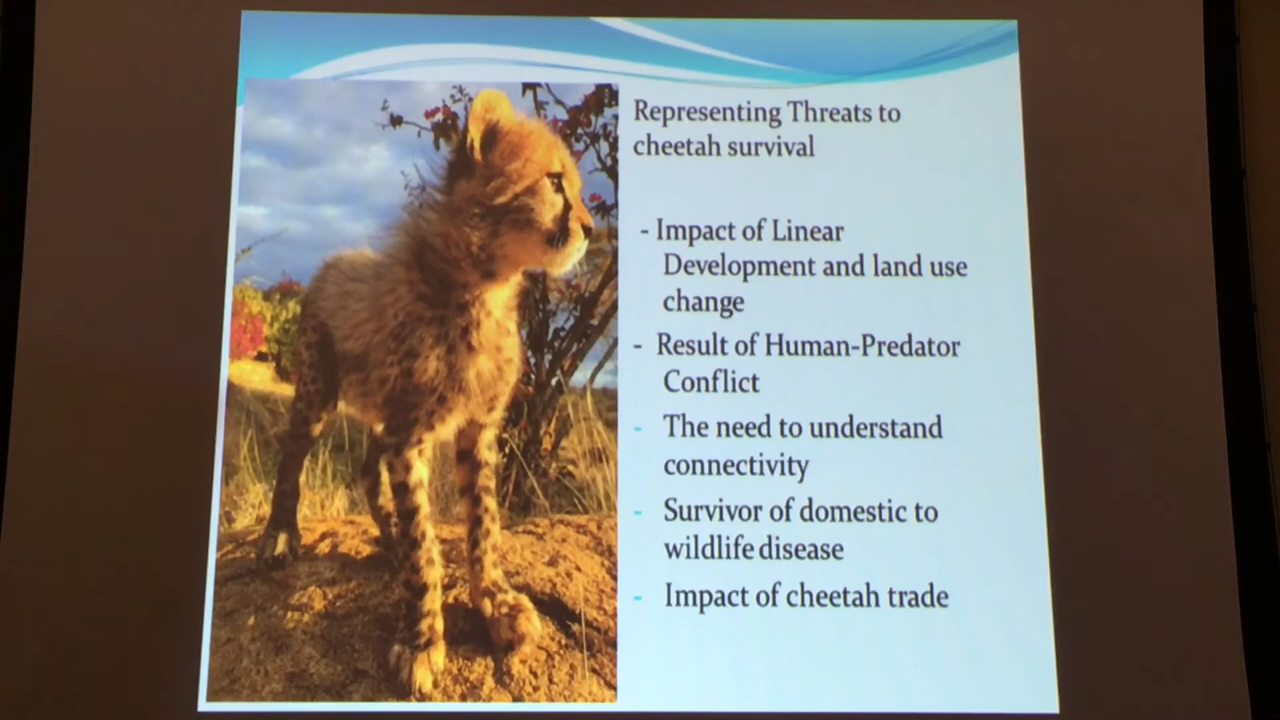 Representing Threats to
cheetah survival
- Impact of Linear
Development and land use
change
- Result of Human-Predator
Conflict
- The need to understand
connectivity
- Survivor of domestic to
wildlife disease
- Impact of cheetah trade